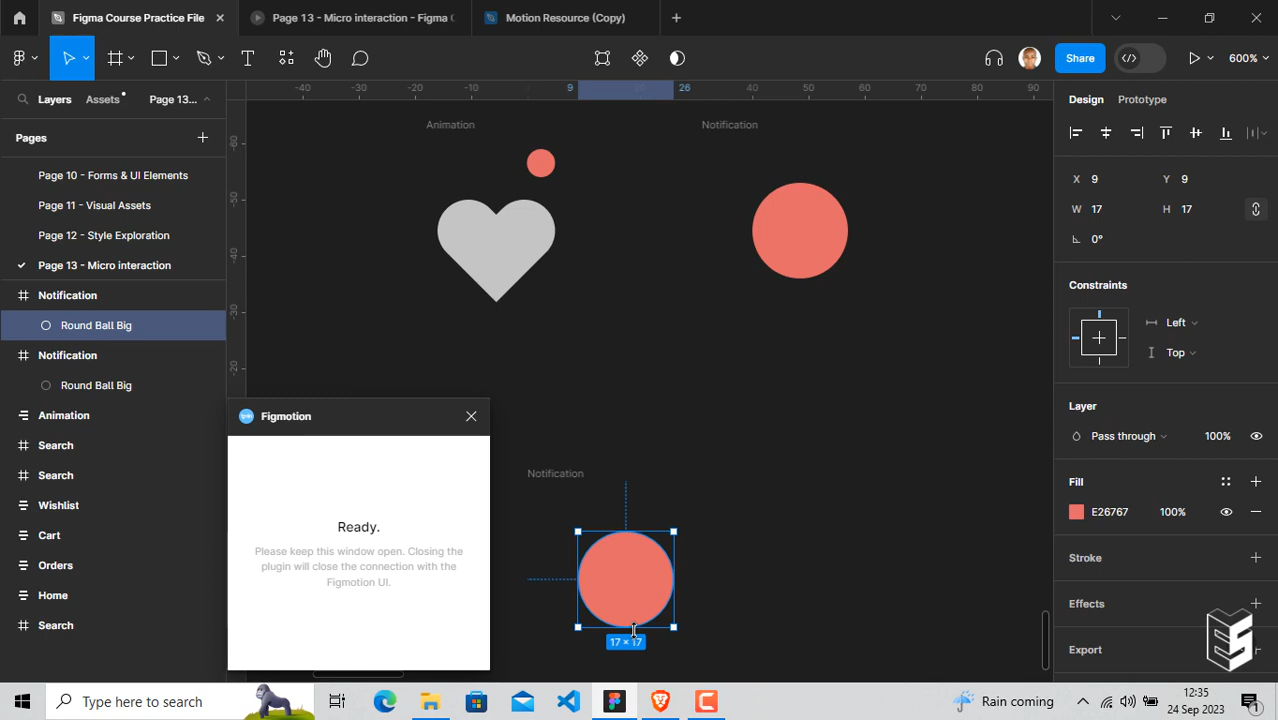 Figma Course Practice File
Page 13 - Micro interaction - Figma C
Motion Resource (Copy)
Share
600%
Layers
Assets
Page 13...
9
26
-40
-30
-20
-10
40
50
60
70
80
90
Design
Prototype
Pages
Page 10 - Forms & UI Elements
Page 11 - Visual Assets
Page 12 - Style Exploration
Page 13 - Micro interaction
Notification
Round Ball Big
Notification
Round Ball Big
Animation
Search
Search
Wishlist
Cart
Orders
Home
Search
-60
-50
-40
-30
-20
Animation
Notification
Figmotion
Ready.
Please keep this window open. Closing the
plugin will close the connection with the
Figmotion UI.
Notification
17 × 17
X 9
Y 9
W 17
H 17
0°
Constraints
Left
Top
Layer
Pass through
100%
Fill
E26767
100%
Stroke
Effects
Export
Type here to search
Rain coming
12:35
24 Sep 2023
1